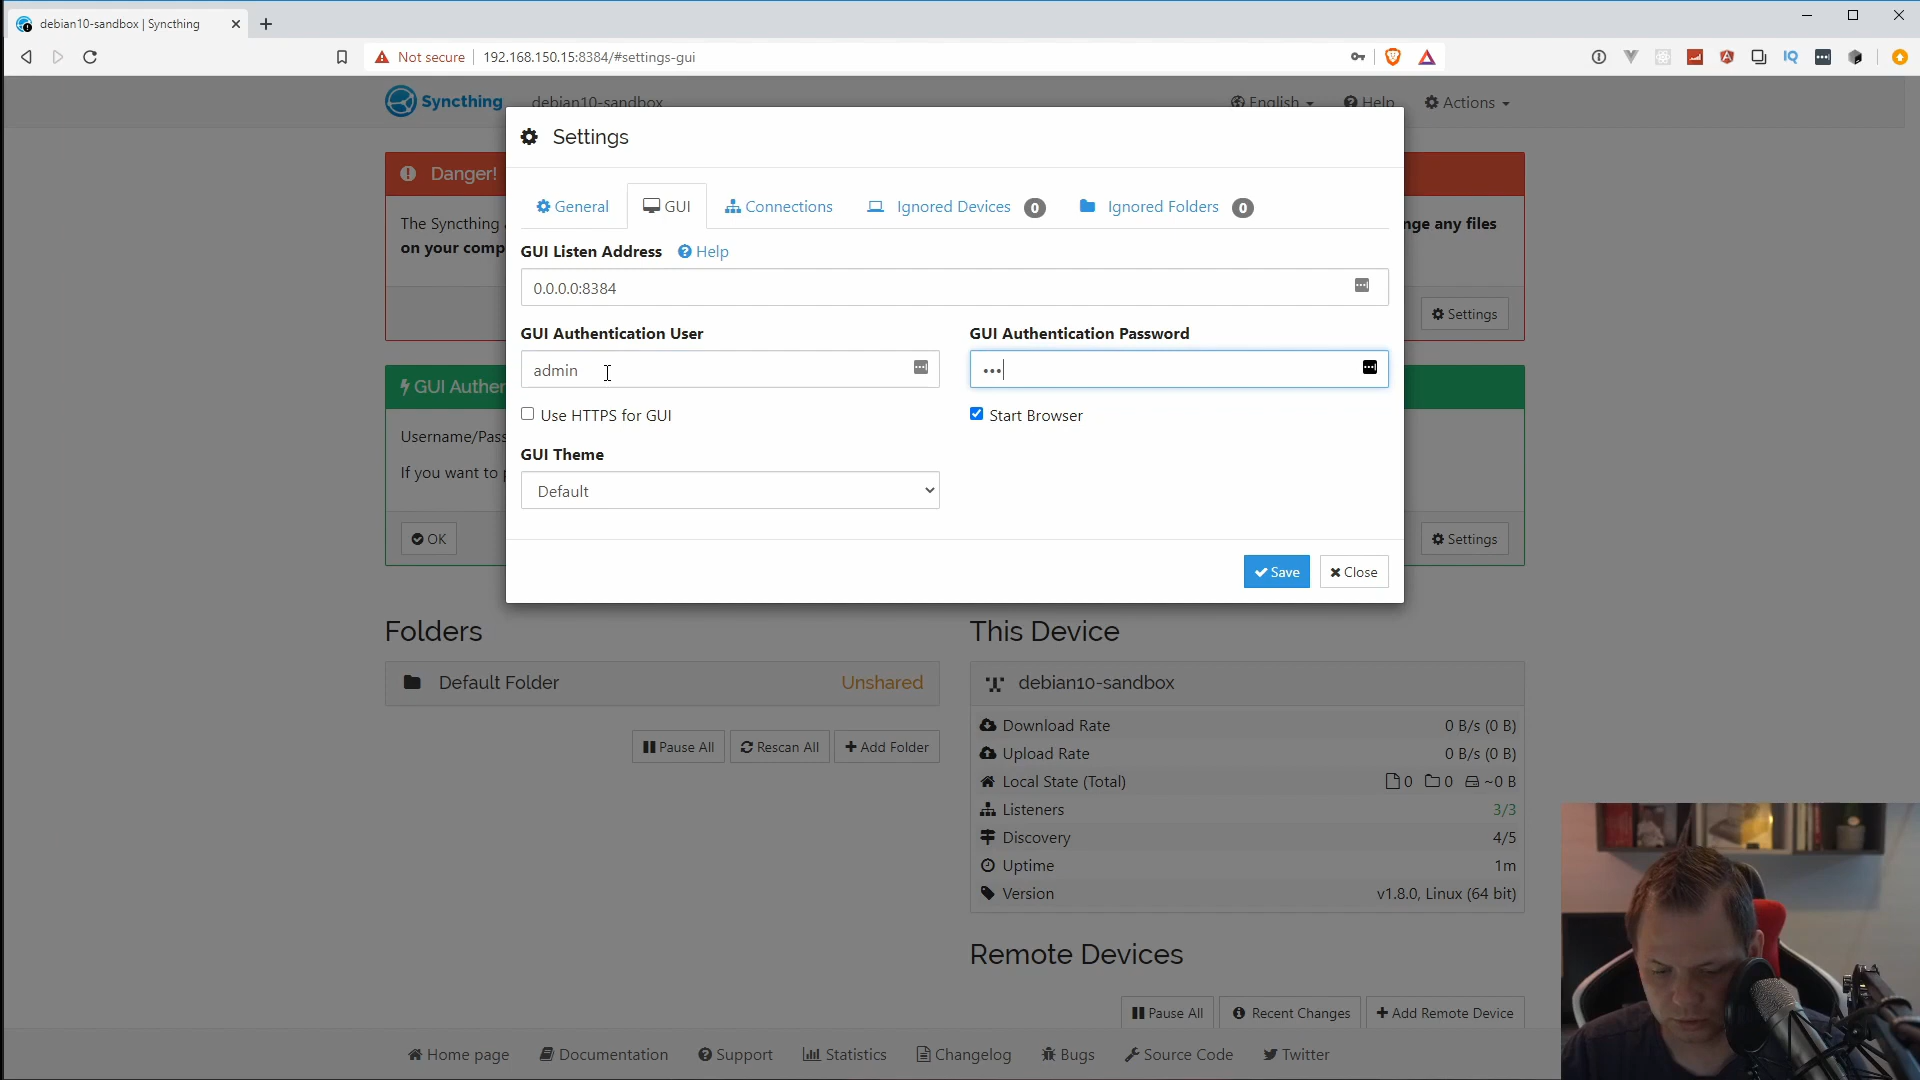 debian10-sandbox | Syncthing
Not secure
192.168.150.15:8384/#settings-gui
IQ
Syncthing
debian10-sandbox
English
Help
Actions
Settings
Danger!
General
GUI
Connections
Ignored Devices
0
Ignored Folders
0
The Syncthing
nge any files
on your comp
GUI Listen Address
Help
0.0.0.0:8384
Settings
GUI Authentication User
GUI Authentication Password
admin
•••
GUI Authen
Use HTTPS for GUI
Start Browser
Username/Pass
GUI Theme
If you want to
Default
OK
Settings
Save
Close
Folders
Default Folder
Unshared
Pause All
Rescan All
Add Folder
This Device
debian10-sandbox
Download Rate
0 B/s (0 B)
Upload Rate
0 B/s (0 B)
Local State (Total)
0
0
~0 B
Listeners
3/3
Discovery
4/5
Uptime
1m
Version
v1.8.0, Linux (64 bit)
Remote Devices
Pause All
Recent Changes
Add Remote Device
Home page
Documentation
Support
Statistics
Changelog
Bugs
Source Code
Twitter